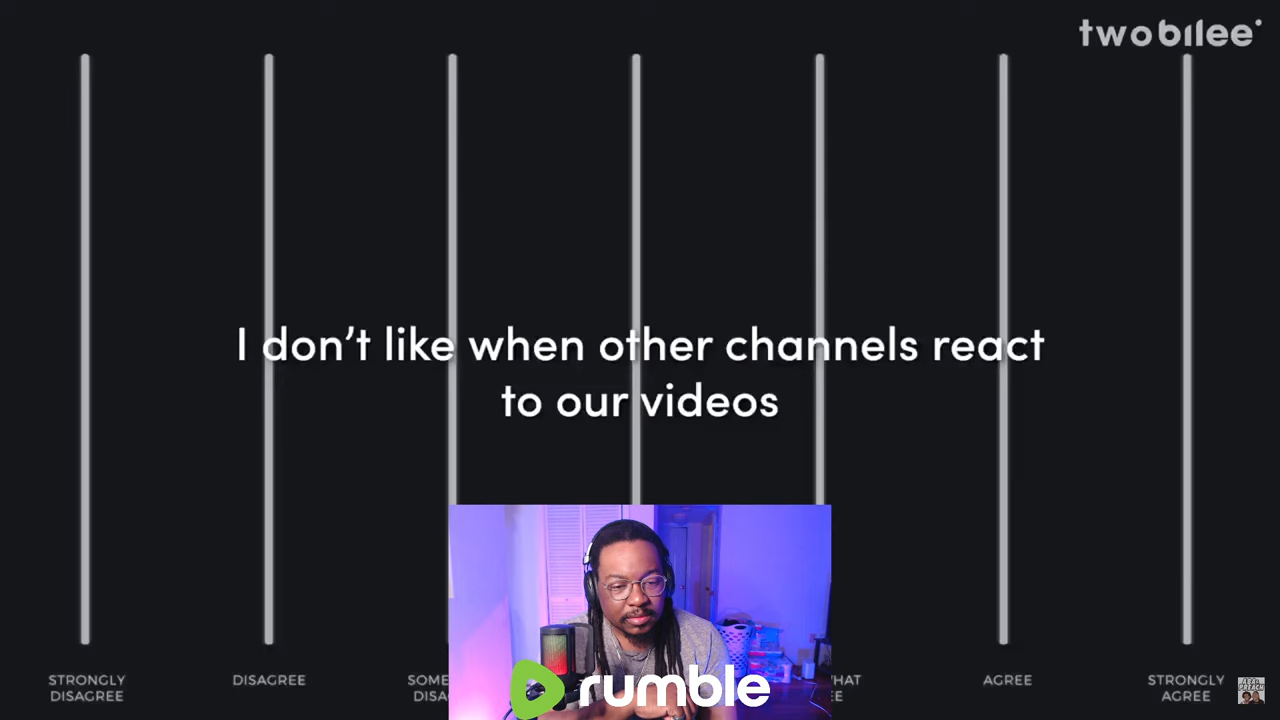 twobilee
I don't like when other channels react
to our videos
STRONGLY
DISAGREE
DISAGREE
AGREE
STRONGLY
AGREE
rumble